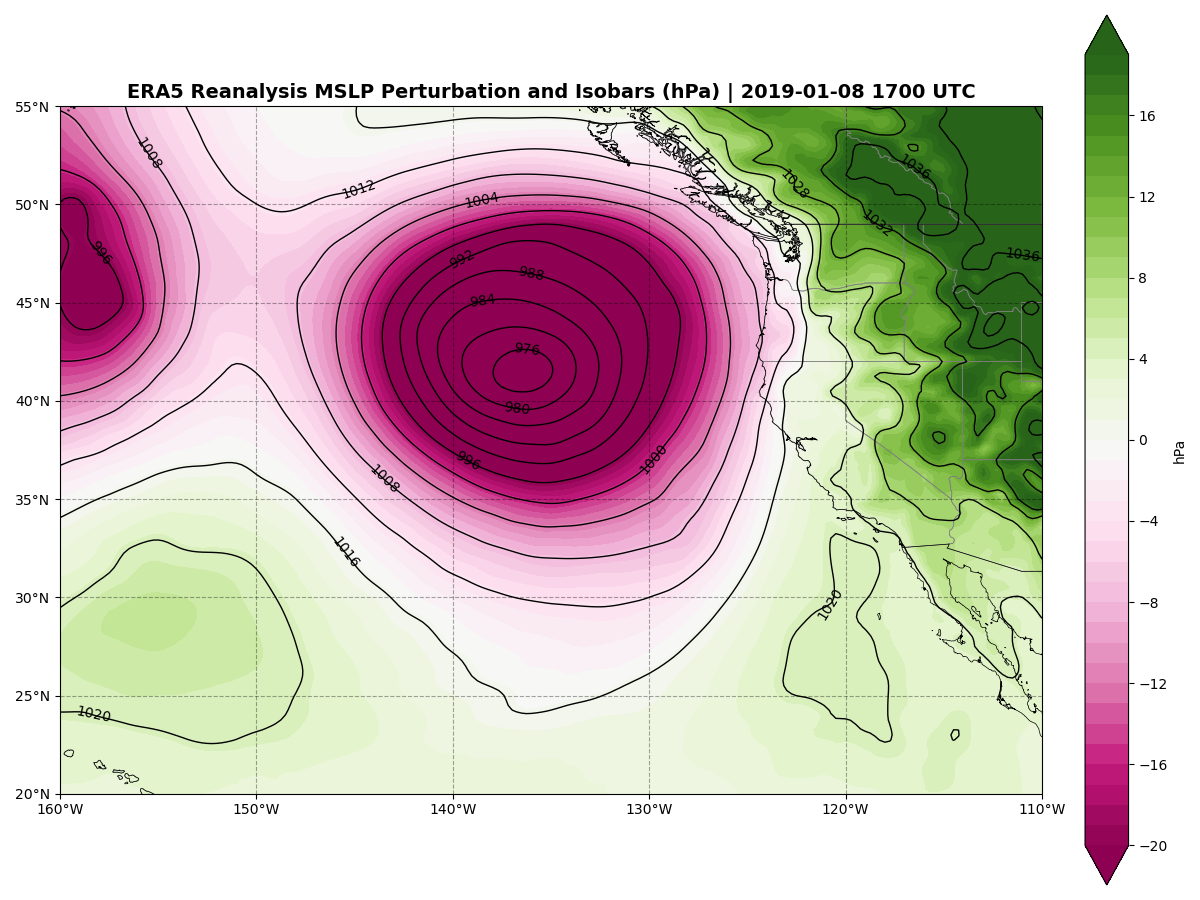 ERA5 Reanalysis MSLP Perturbation and Isobars (hPa) | 2019-01-08 1700 UTC
55°N
50°N
45°N
40°N
35°N
30°N
25°N
20°N
160°W
150°W
140°W
130°W
120°W
110°W
1008
1012
1004
1028
1036
1032
1036
996
992
988
984
976
980
996
1000
1008
1016
1020
1020
16
12
8
4
0
−4
−8
−12
−16
−20
hPa